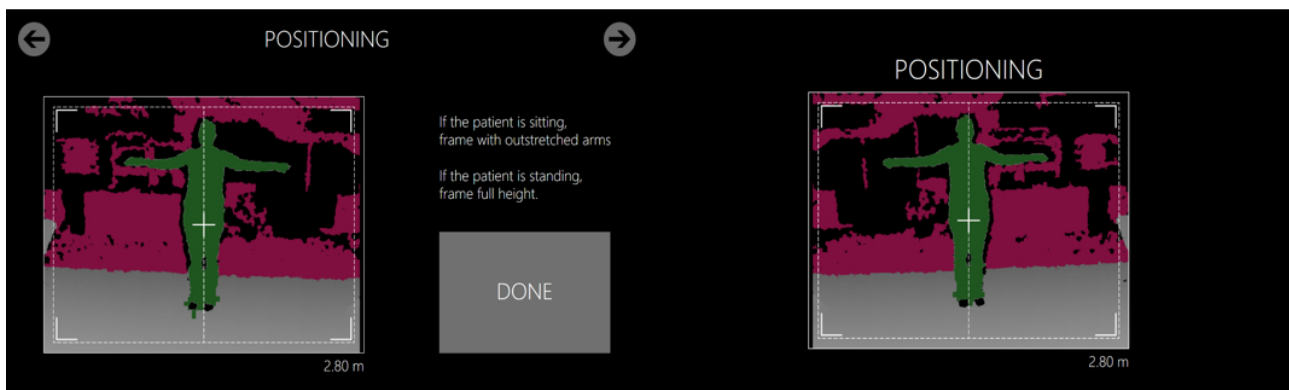 POSITIONING
If the patient is sitting,
frame with outstretched arms
If the patient is standing,
frame full height.
DONE
2.80 m
POSITIONING
2.80 m